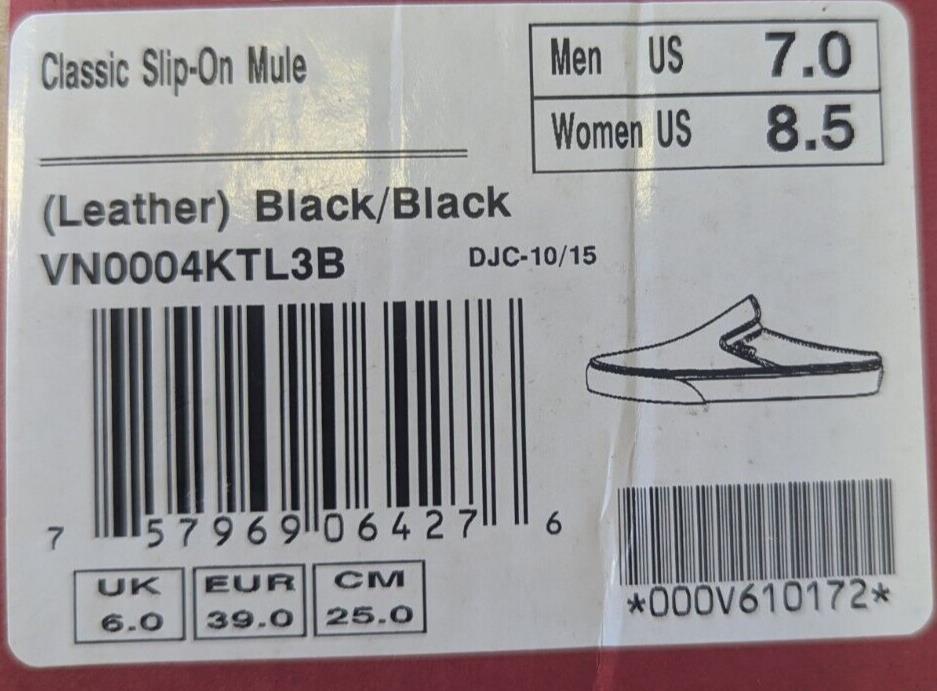 Classic Slip-On Mule
Men US 7.0
Women US 8.5
(Leather) Black/Black
VN0004KTL3B DJC-10/15
7 57969 06427 6
*000V610172*
UK EUR CM
6.0 39.0 25.0